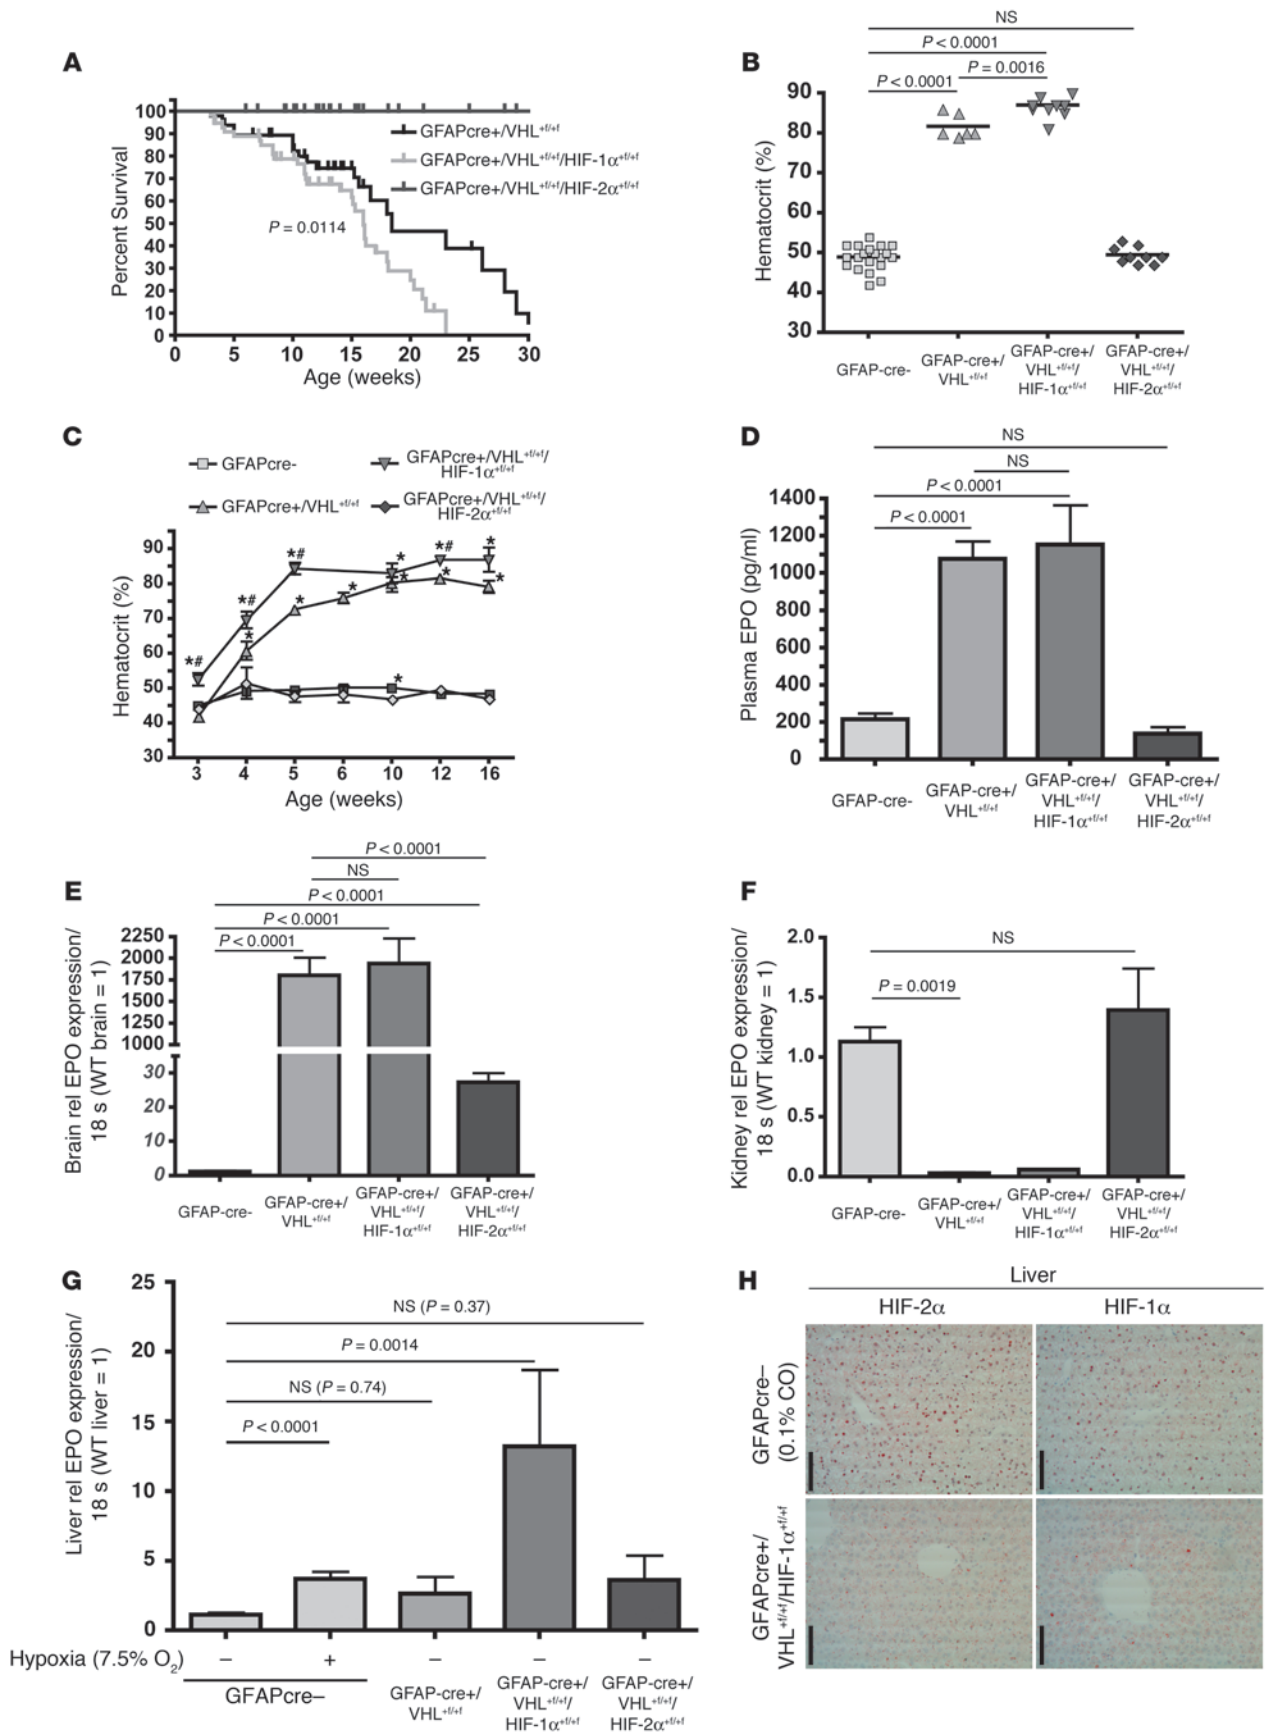 A
100
90
80
70
60
50
40
30
20
10
0
Percent Survival
GFAPcre+/VHL+f/+f
GFAPcre+/VHL+f/+f/HIF-1α+f/+f
GFAPcre+/VHL+f/+f/HIF-2α+f/+f
P = 0.0114
0 5 10 15 20 25 30
Age (weeks)
B
NS
P < 0.0001
P = 0.0016
P < 0.0001
90
80
70
60
50
40
30
Hematocrit (%)
GFAP-cre-
GFAP-cre+/
VHL+f/+f
GFAP-cre+/
VHL+f/+f/
HIF-1α+f/+f
GFAP-cre+/
VHL+f/+f/
HIF-2α+f/+f
C
GFAPcre-
GFAPcre+/VHL+f/+f/
HIF-1α+f/+f
GFAPcre+/VHL+f/+f
GFAPcre+/VHL+f/+f/
HIF-2α+f/+f
90
80
70
60
50
40
30
Hematocrit (%)
*# *# *# * *# *
* * * * * *
*
3 4 5 6 10 12 16
Age (weeks)
D
NS
NS
P < 0.0001
P < 0.0001
1400
1200
1000
800
600
400
200
0
Plasma EPO (pg/ml)
GFAP-cre-
GFAP-cre+/
VHL+f/+f
GFAP-cre+/
VHL+f/+f/
HIF-1α+f/+f
GFAP-cre+/
VHL+f/+f/
HIF-2α+f/+f
E
P < 0.0001
NS
P < 0.0001
P < 0.0001
P < 0.0001
2250
2000
1750
1500
1250
1000
30
20
10
0
Brain rel EPO expression/
18 s (WT brain = 1)
GFAP-cre-
GFAP-cre+/
VHL+f/+f
GFAP-cre+/
VHL+f/+f/
HIF-1α+f/+f
GFAP-cre+/
VHL+f/+f/
HIF-2α+f/+f
F
NS
P = 0.0019
2.0
1.5
1.0
0.5
0.0
Kidney rel EPO expression/
18 s (WT kidney = 1)
GFAP-cre-
GFAP-cre+/
VHL+f/+f
GFAP-cre+/
VHL+f/+f/
HIF-1α+f/+f
GFAP-cre+/
VHL+f/+f/
HIF-2α+f/+f
G
NS (P = 0.37)
P = 0.0014
NS (P = 0.74)
P < 0.0001
25
20
15
10
5
0
Liver rel EPO expression/
18 s (WT liver = 1)
Hypoxia (7.5% O2) – + – – –
GFAPcre–
GFAP-cre+/
VHL+f/+f
GFAP-cre+/
VHL+f/+f/
HIF-1α+f/+f
GFAP-cre+/
VHL+f/+f/
HIF-2α+f/+f
H
Liver
HIF-2α HIF-1α
GFAPcre–
(0.1% CO)
GFAPcre+/
VHL+f/+f/HIF-1α+f/+f